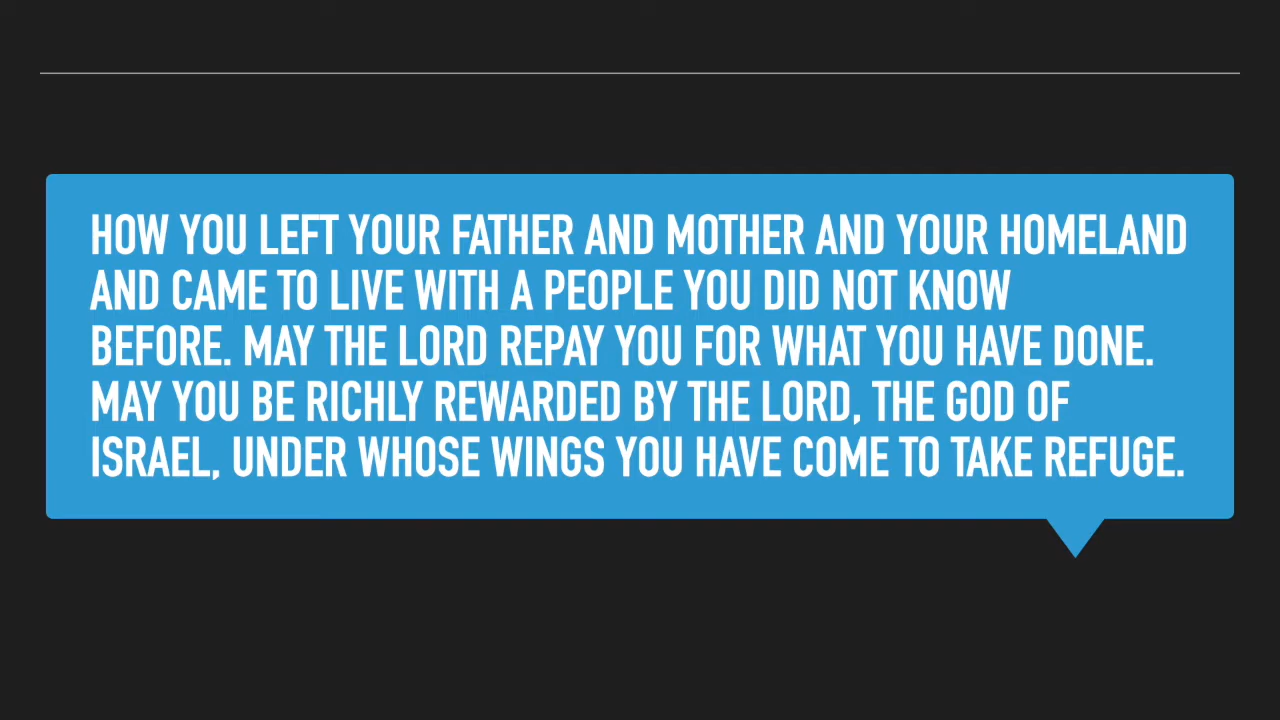 HOW YOU LEFT YOUR FATHER AND MOTHER AND YOUR HOMELAND
AND CAME TO LIVE WITH A PEOPLE YOU DID NOT KNOW
BEFORE. MAY THE LORD REPAY YOU FOR WHAT YOU HAVE DONE.
MAY YOU BE RICHLY REWARDED BY THE LORD, THE GOD OF
ISRAEL, UNDER WHOSE WINGS YOU HAVE COME TO TAKE REFUGE.